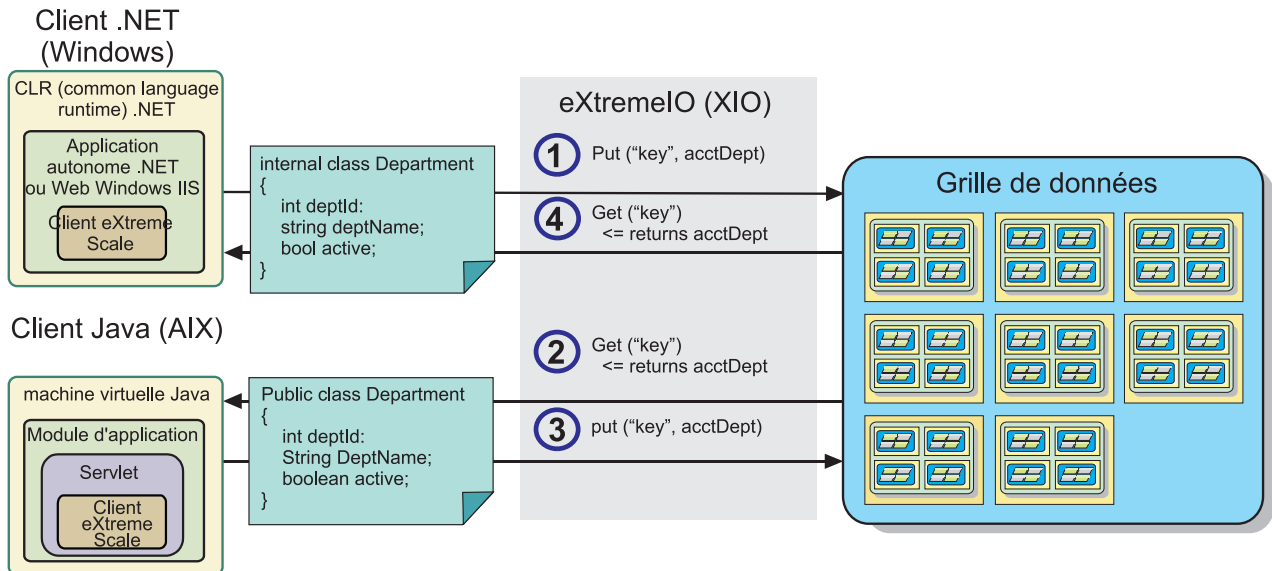 Client .NET
(Windows)
CLR (common language
runtime) .NET
Application
autonome .NET
ou Web Windows IIS
Client eXtreme
Scale
internal class Department
{
int deptId:
string deptName;
bool active;
}
eXtremeIO (XIO)
1 Put (“key”, acctDept)
4 Get (“key”)
<= returns acctDept
Grille de données
Client Java (AIX)
machine virtuelle Java
Module d'application
Servlet
Client
eXtreme
Scale
Public class Department
{
int deptId:
String DeptName;
boolean active;
}
2 Get (“key”)
<= returns acctDept
3 put (“key”, acctDept)